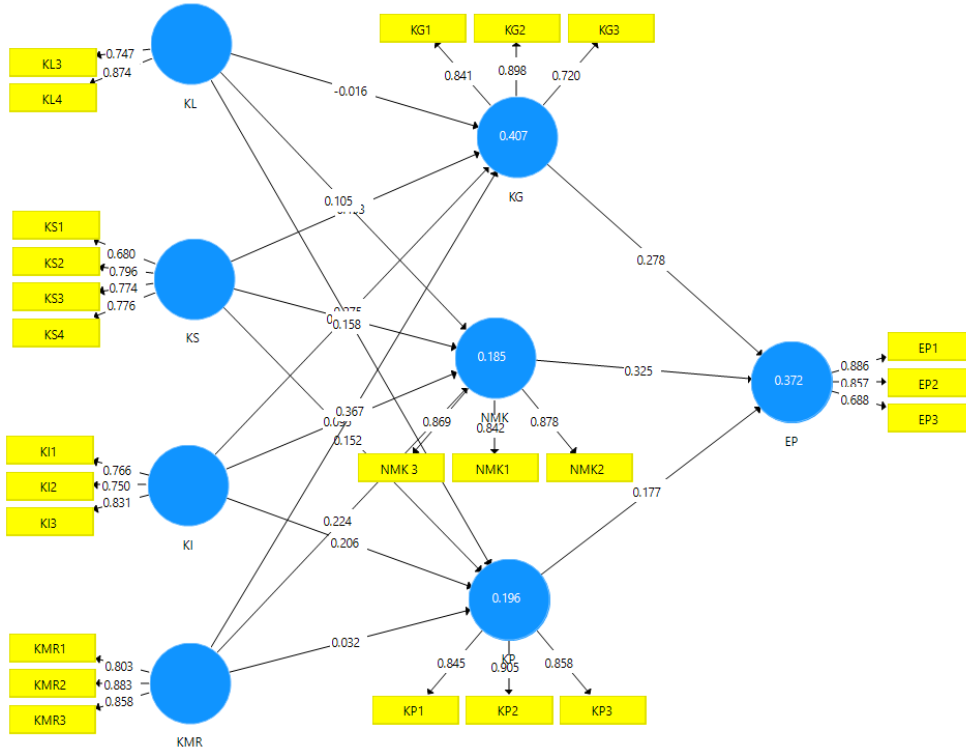 KG1
KG2
KG3
KL3
KL4
0.747
0.874
KL
0.841
0.898
0.720
-0.016
0.407
KG
KS1
KS2
KS3
KS4
0.680
0.796
0.774
0.776
KS
0.105
0.278
0.158
0.185
NMK
0.325
0.372
EP
0.886
0.857
0.688
EP1
EP2
EP3
0.367
0.152
0.869
0.842
0.878
NMK 3
NMK1
NMK2
KI1
KI2
KI3
0.766
0.750
0.831
KI
0.224
0.206
0.177
0.196
KP
KMR1
KMR2
KMR3
0.803
0.883
0.858
KMR
0.032
0.845
0.905
0.858
KP1
KP2
KP3